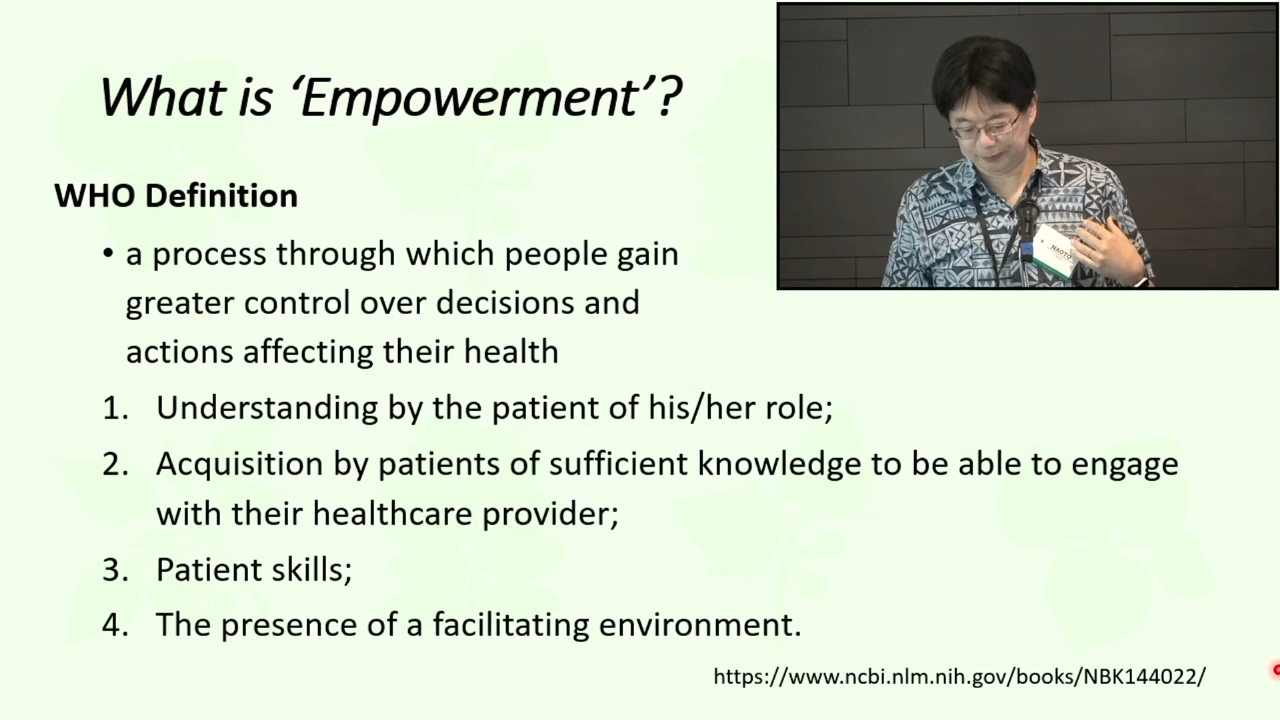 What is ‘Empowerment’?
WHO Definition
• a process through which people gain
greater control over decisions and
actions affecting their health
1. Understanding by the patient of his/her role;
2. Acquisition by patients of sufficient knowledge to be able to engage
with their healthcare provider;
3. Patient skills;
4. The presence of a facilitating environment.
https://www.ncbi.nlm.nih.gov/books/NBK144022/
NAOTO